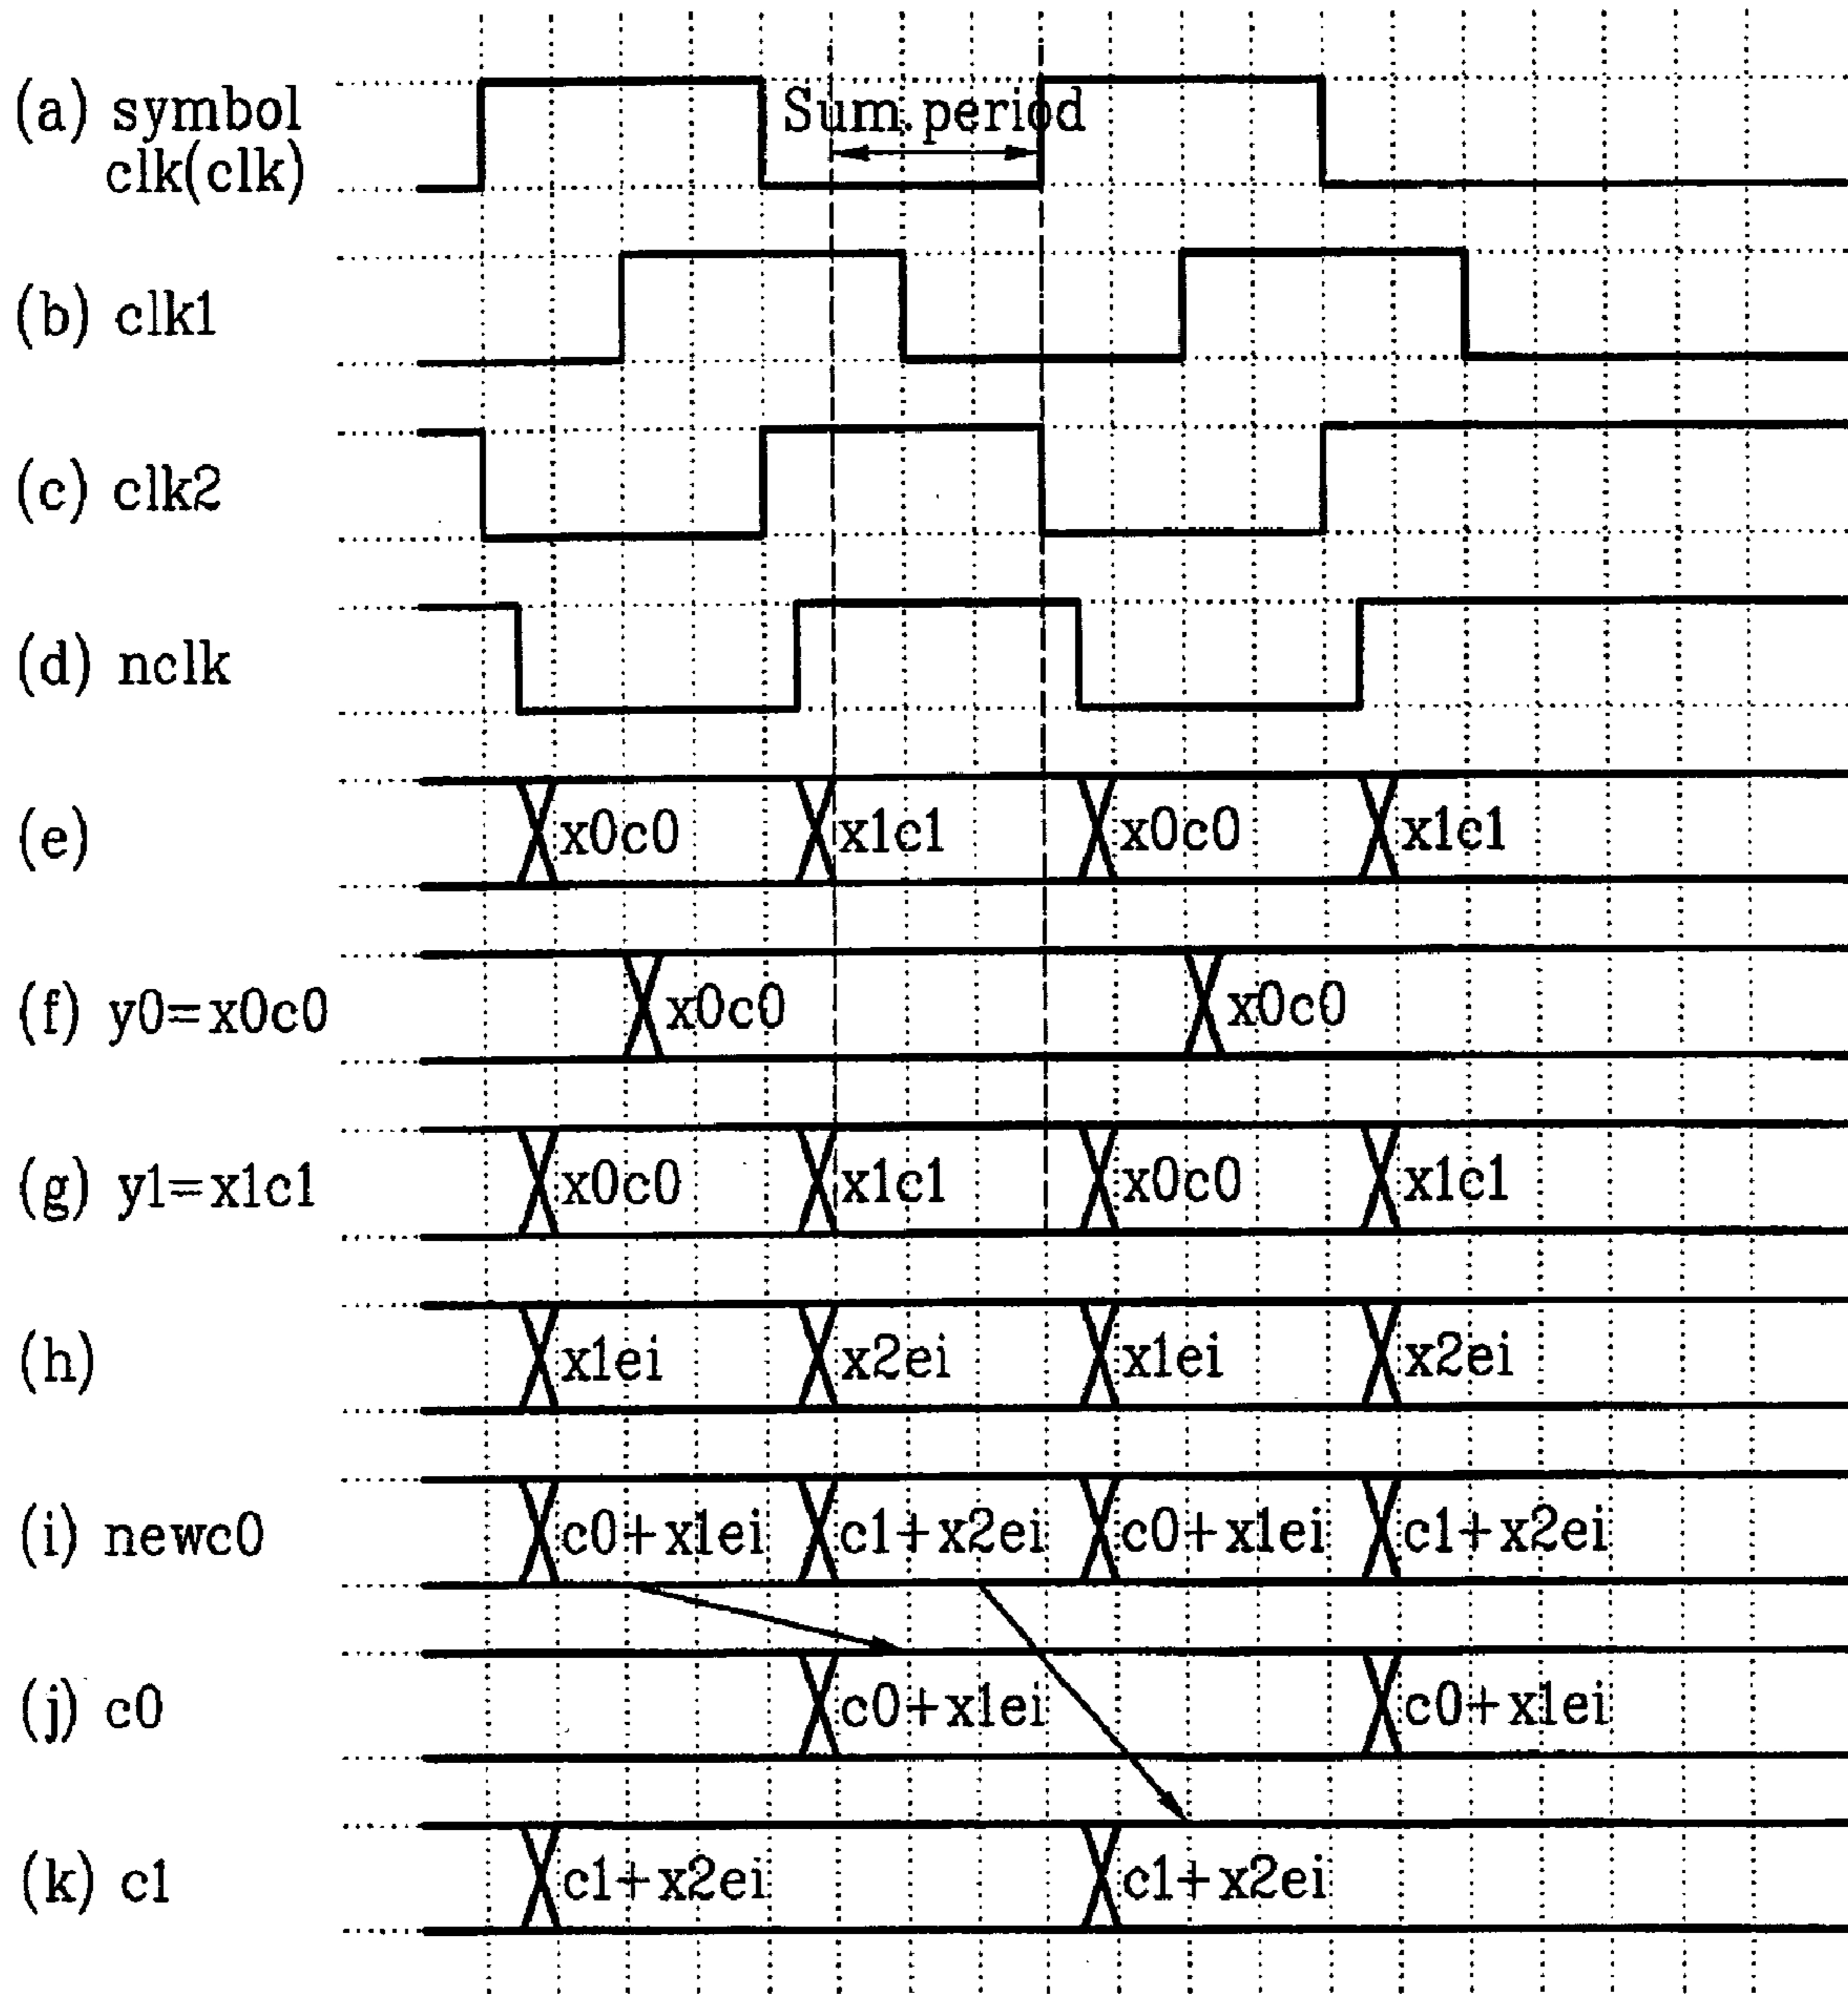 (a) symbol
clk(clk)
Sum.period
(b) clk1
(c) clk2
(d) nclk
(e)
x0c0 x1c1 x0c0 x1c1
(f) y0=x0c0
x0c0 x0c0
(g) y1=x1c1
x0c0 x1c1 x0c0 x1c1
(h)
x1ei x2ei x1ei x2ei
(i) newc0
c0+x1ei c1+x2ei c0+x1ei c1+x2ei
(j) c0
c0+x1ei c0+x1ei
(k) c1
c1+x2ei c1+x2ei